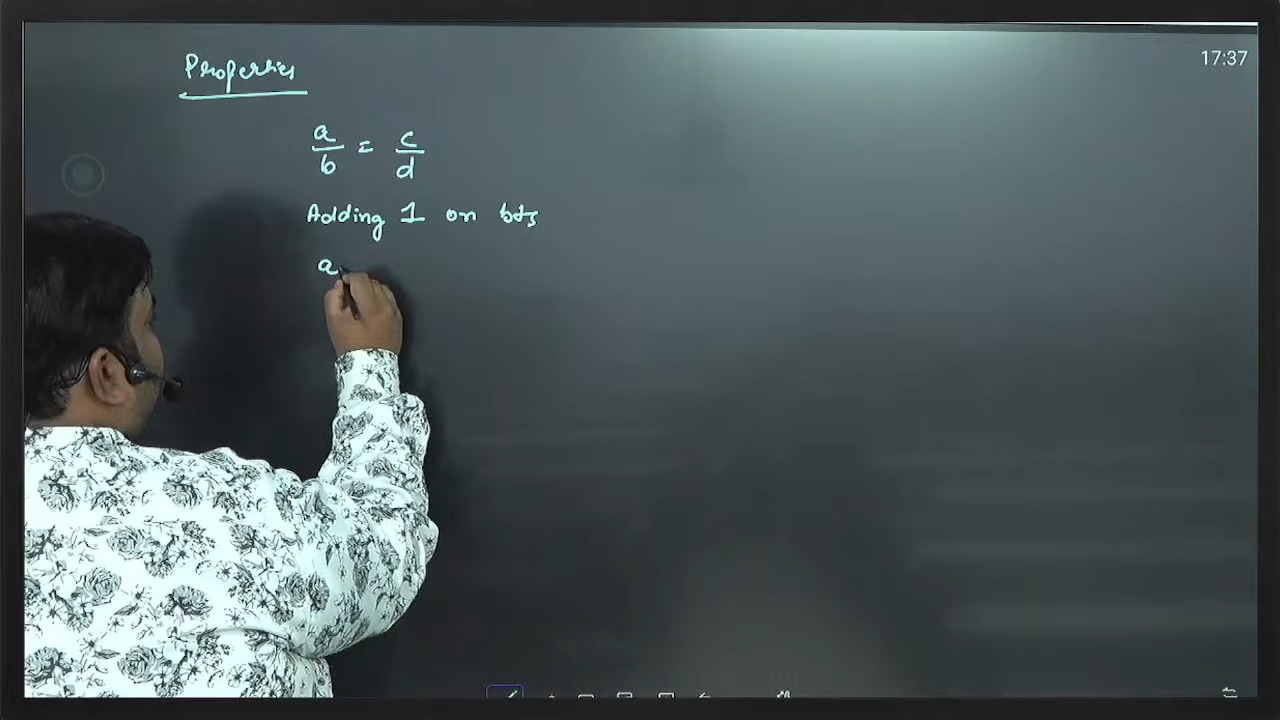 17:37
Properties
a/b = c/d
Adding 1 on bts
a